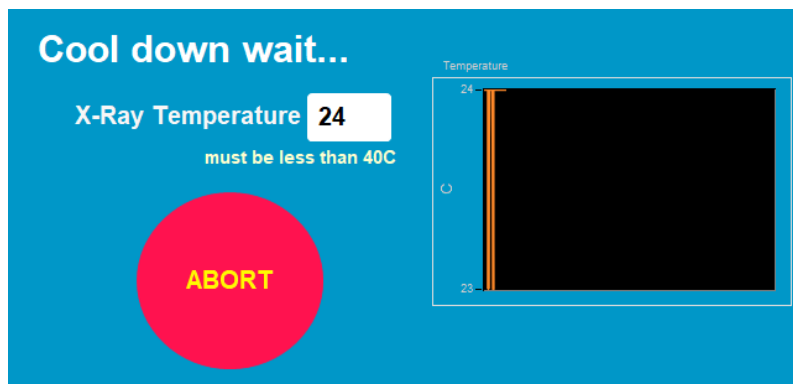 Cool down wait...
X-Ray Temperature 24
must be less than 40C
ABORT
Temperature
24
C
23